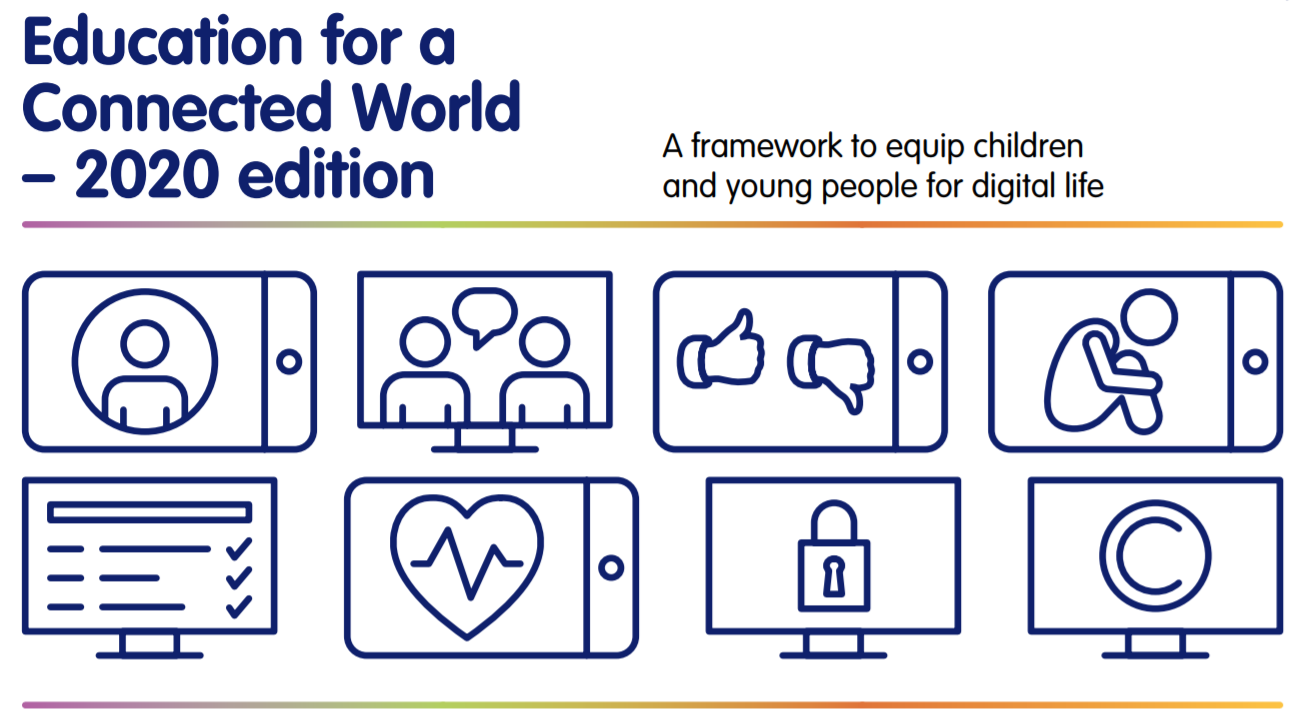 Education for a
Connected World
– 2020 edition
A framework to equip children
and young people for digital life